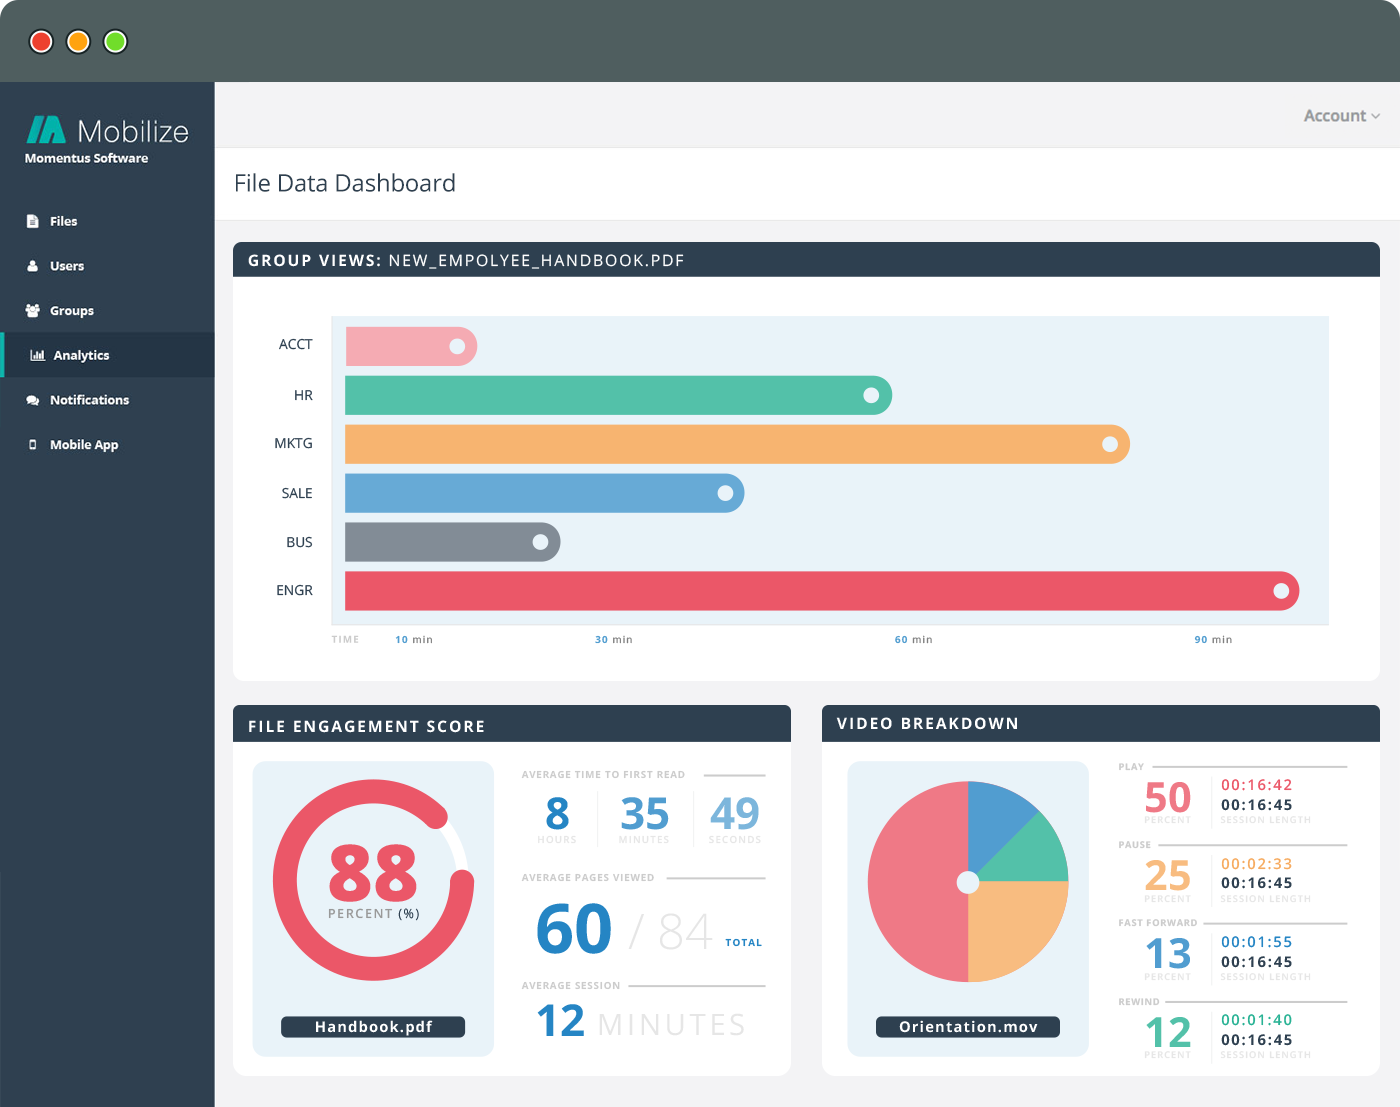 Mobilize
Momentus Software
Files
Users
Groups
Analytics
Notifications
Mobile App
Account
File Data Dashboard
GROUP VIEWS: NEW_EMPOLYEE_HANDBOOK.PDF
ACCT
HR
MKTG
SALE
BUS
ENGR
TIME 10 min 30 min 60 min 90 min
FILE ENGAGEMENT SCORE
88
PERCENT (%)
Handbook.pdf
AVERAGE TIME TO FIRST READ
8 35 49
HOURS MINUTES SECONDS
AVERAGE PAGES VIEWED
60 / 84 TOTAL
AVERAGE SESSION
12 MINUTES
VIDEO BREAKDOWN
Orientation.mov
PLAY
50 00:16:42
00:16:45
PERCENT SESSION LENGTH
PAUSE
25 00:02:33
00:16:45
PERCENT SESSION LENGTH
FAST FORWARD
13 00:01:55
00:16:45
PERCENT SESSION LENGTH
REWIND
12 00:01:40
00:16:45
PERCENT SESSION LENGTH